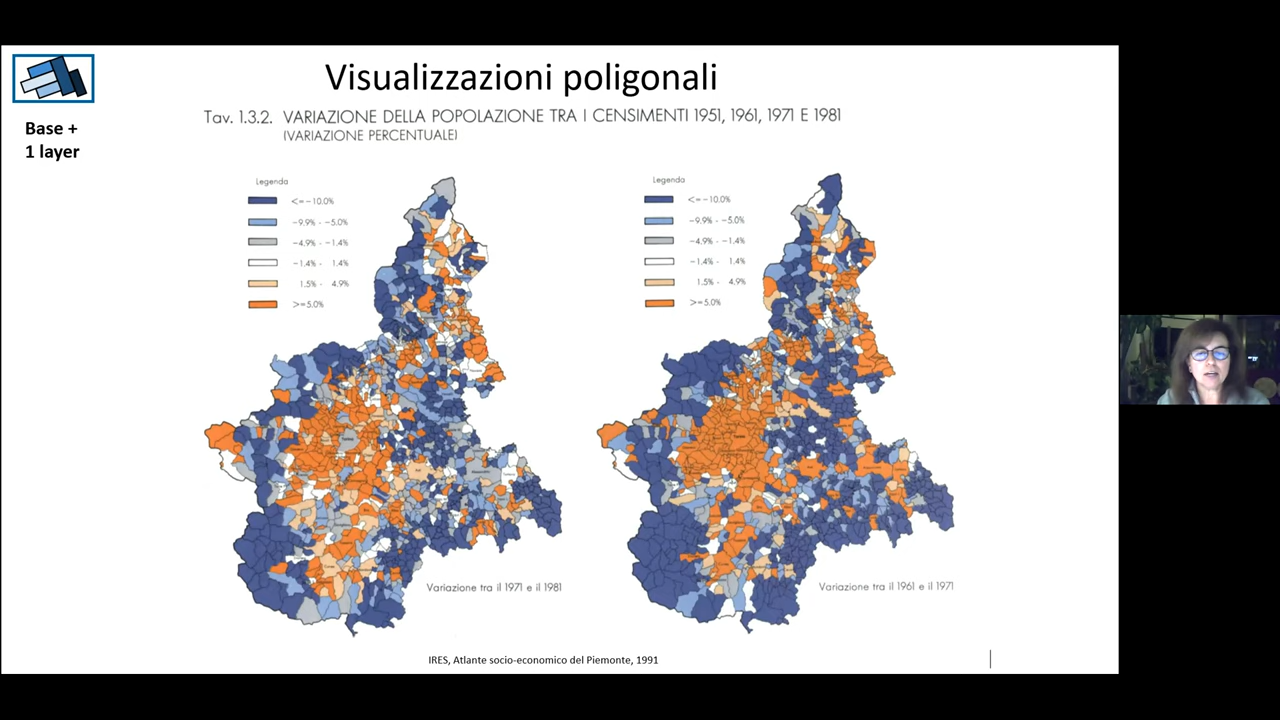 Visualizzazioni poligonali
Base +
1 layer
Tav. 1.3.2. VARIAZIONE DELLA POPOLAZIONE TRA I CENSIMENTI 1951, 1961, 1971 E 1981
(VARIAZIONE PERCENTUALE)
Legenda
<=-10.0%
-9.9% - -5.0%
-4.9% - -1.4%
-1.4% - 1.4%
1.5% - 4.9%
>=5.0%
Variazione tra il 1971 e il 1981
Legenda
<=-10.0%
-9.9% - -5.0%
-4.9% - -1.4%
-1.4% - 1.4%
1.5% - 4.9%
>=5.0%
Variazione tra il 1961 e il 1971
IRES, Atlante socio-economico del Piemonte, 1991